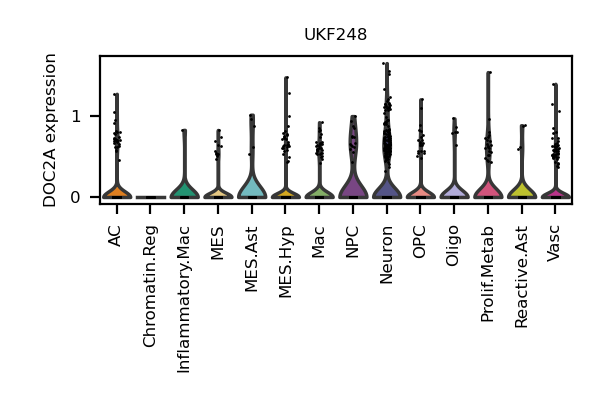 UKF248
DOC2A expression
1
0
AC
Chromatin.Reg
Inflammatory.Mac
MES
MES.Ast
MES.Hyp
Mac
NPC
Neuron
OPC
Oligo
Prolif.Metab
Reactive.Ast
Vasc